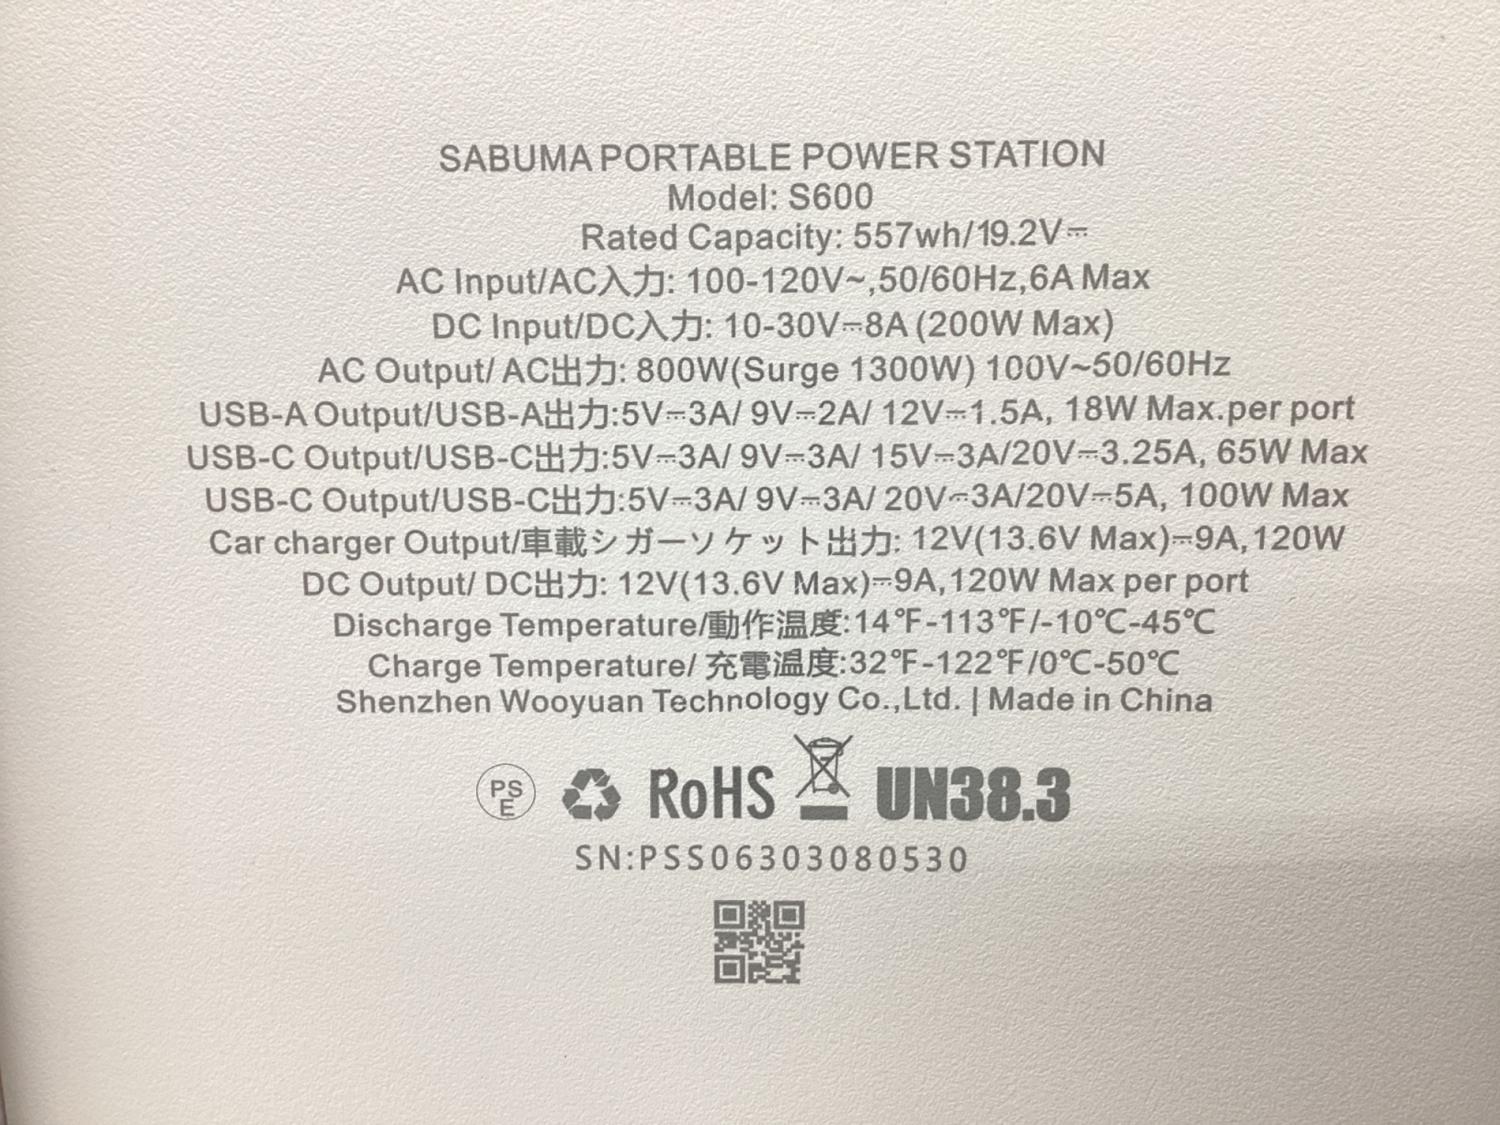 SABUMA PORTABLE POWER STATION
Model: S600
Rated Capacity: 557wh/19.2V⎓
AC Input/AC入力: 100-120V~,50/60Hz,6A Max
DC Input/DC入力: 10-30V⎓8A (200W Max)
AC Output/ AC出力: 800W(Surge 1300W) 100V~50/60Hz
USB-A Output/USB-A出力:5V⎓3A/ 9V⎓2A/ 12V⎓1.5A, 18W Max.per port
USB-C Output/USB-C出力:5V⎓3A/ 9V⎓3A/ 15V⎓3A/20V⎓3.25A, 65W Max
USB-C Output/USB-C出力:5V⎓3A/ 9V⎓3A/ 20V⎓3A/20V⎓5A, 100W Max
Car charger Output/車載シガーソケット出力: 12V(13.6V Max)⎓9A,120W
DC Output/ DC出力: 12V(13.6V Max)⎓9A,120W Max per port
Discharge Temperature/動作温度:14℉-113℉/-10℃-45℃
Charge Temperature/ 充電温度:32℉-122℉/0℃-50℃
Shenzhen Wooyuan Technology Co.,Ltd. | Made in China
PSE RoHS UN38.3
SN:PSS06303080530